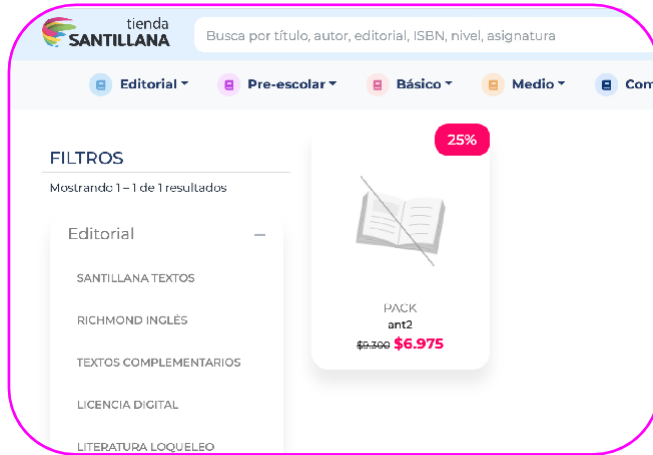 tienda
SANTILLANA
Busca por título, autor, editorial, ISBN, nivel, asignatura
Editorial
Pre-escolar
Básico
Medio
Com
25%
FILTROS
Mostrando 1 – 1 de 1 resultados
Editorial
SANTILLANA TEXTOS
RICHMOND INGLÉS
TEXTOS COMPLEMENTARIOS
LICENCIA DIGITAL
LITERATURA LOQUELEO
PACK
ant2
$9.300 $6.975